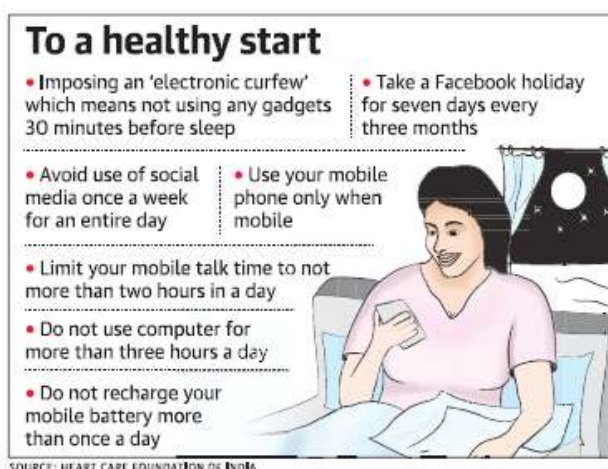 To a healthy start
• Imposing an 'electronic curfew'
which means not using any gadgets
30 minutes before sleep
• Take a Facebook holiday
for seven days every
three months
• Avoid use of social
media once a week
for an entire day
• Use your mobile
phone only when
mobile
• Limit your mobile talk time to not
more than two hours in a day
• Do not use computer for
more than three hours a day
• Do not recharge your
mobile battery more
than once a day
SOURCE: HEART CARE FOUNDATION OF INDIA